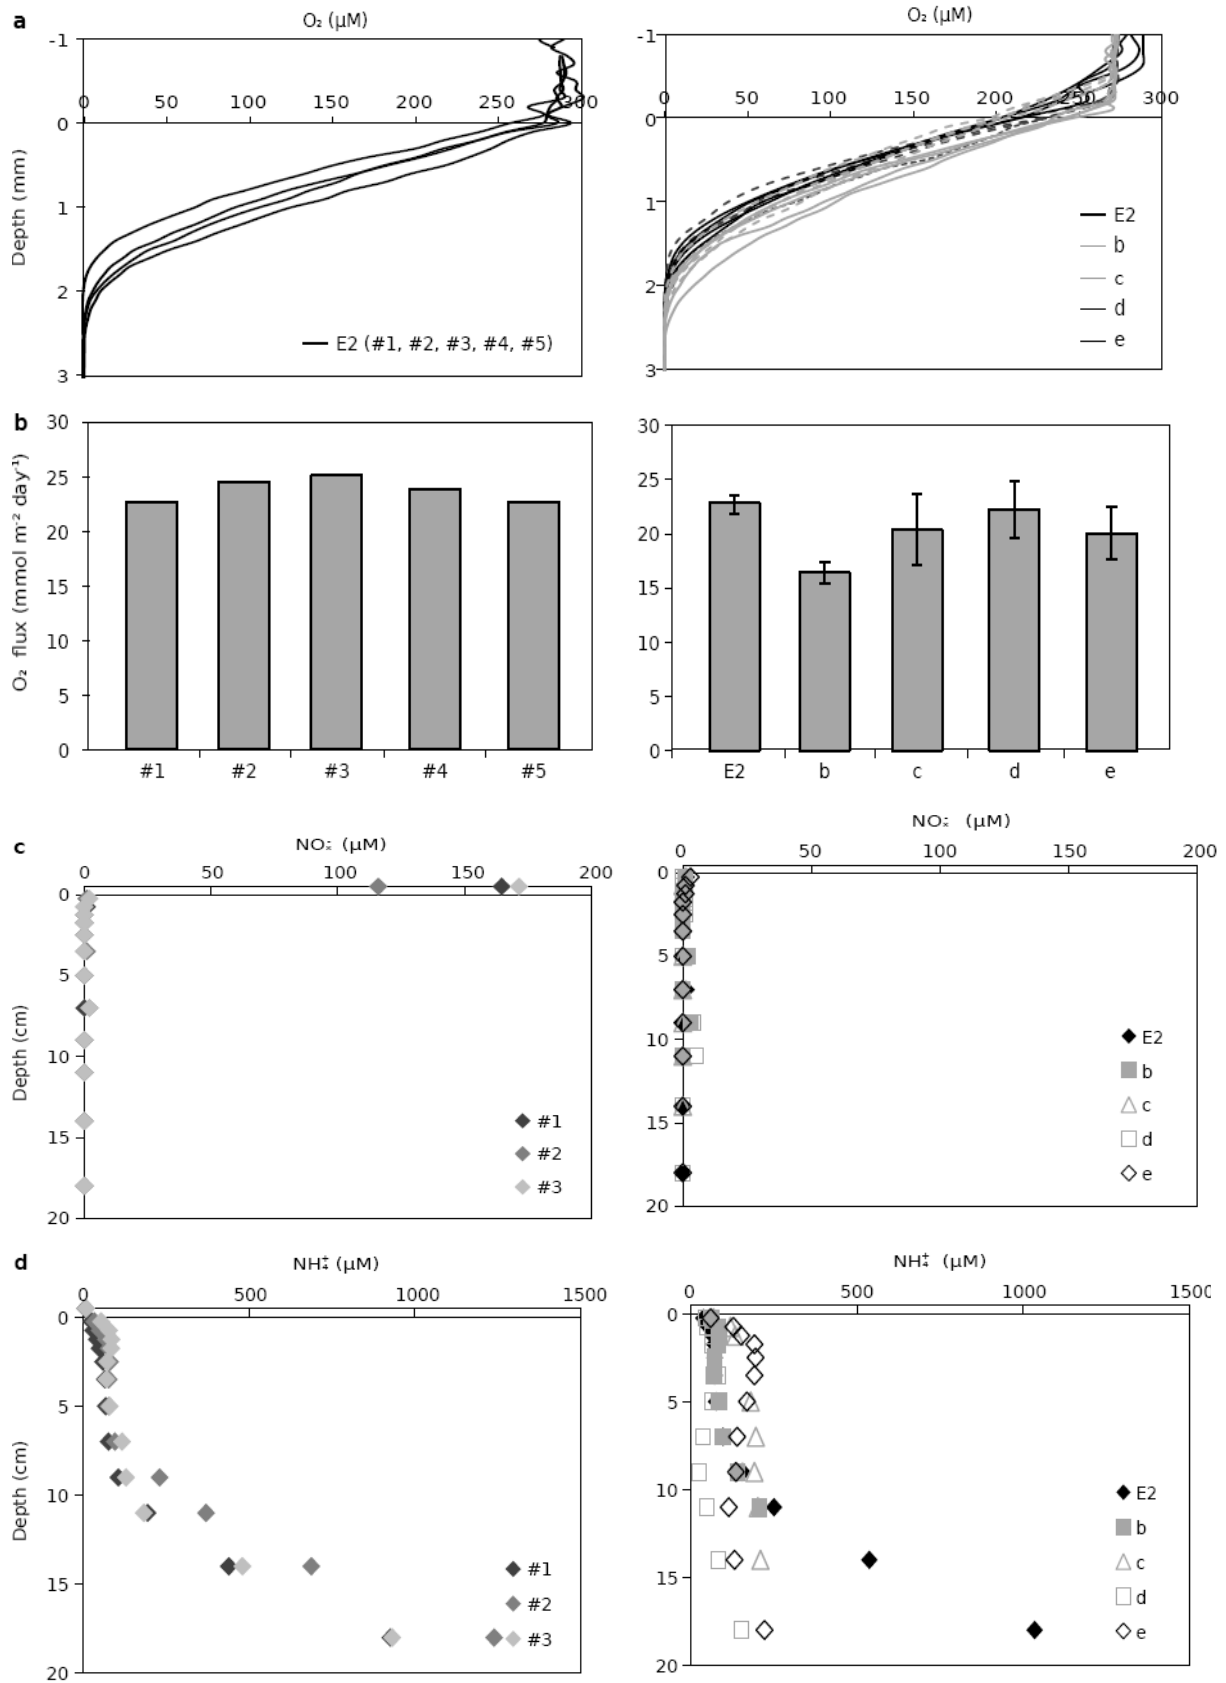 a
O₂ (μM)
-1
0 50 100 150 200 250 300
0
1
2
3
Depth (mm)
E2 (#1, #2, #3, #4, #5)
O₂ (μM)
-1
0 50 100 150 200 250 300
0
1
2
3
E2
b
c
d
e
b
30
25
20
15
10
5
0
O₂ flux (mmol m⁻² day⁻¹)
#1 #2 #3 #4 #5
30
25
20
15
10
5
0
E2 b c d e
c
NOₓ⁻ (μM)
0 50 100 150 200
0
5
10
15
20
Depth (cm)
#1
#2
#3
NOₓ⁻ (μM)
0 50 100 150 200
0
5
10
15
20
E2
b
c
d
e
d
NH₄⁺ (μM)
0 500 1000 1500
0
5
10
15
20
Depth (cm)
#1
#2
#3
NH₄⁺ (μM)
0 500 1000 1500
0
5
10
15
20
E2
b
c
d
e